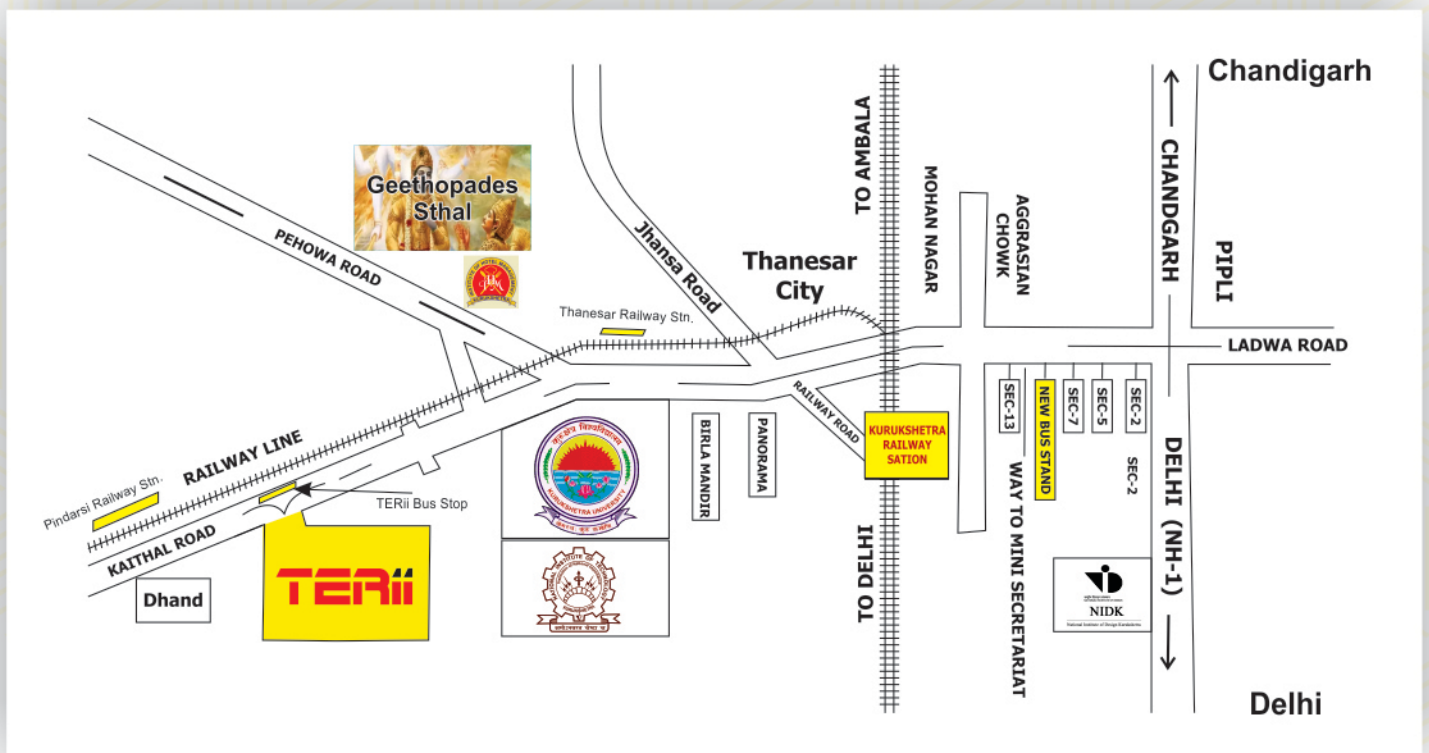 Chandigarh
CHANDGARH
PIPLI
LADWA ROAD
DELHI (NH-1)
Delhi
TO AMBALA
MOHAN NAGAR
AGGRASIAN
CHOWK
Geethopades
Sthal
PEHOWA ROAD
Jhansa Road
Thanesar
City
Thanesar Railway Stn.
RAILWAY ROAD
KURUKSHETRA
RAILWAY
SATION
TO DELHI
SEC-13
NEW BUS STAND
SEC-7
SEC-5
SEC-2
SEC-2
WAY TO MINI SECRETARIAT
BIRLA MANDIR
PANORAMA
RAILWAY LINE
Pindarsi Railway Stn.
KAITHAL ROAD
TERii Bus Stop
Dhand
TERii
KURUKSHETRA UNIVERSITY
NIDK
National Institute of Design Kurukshetra